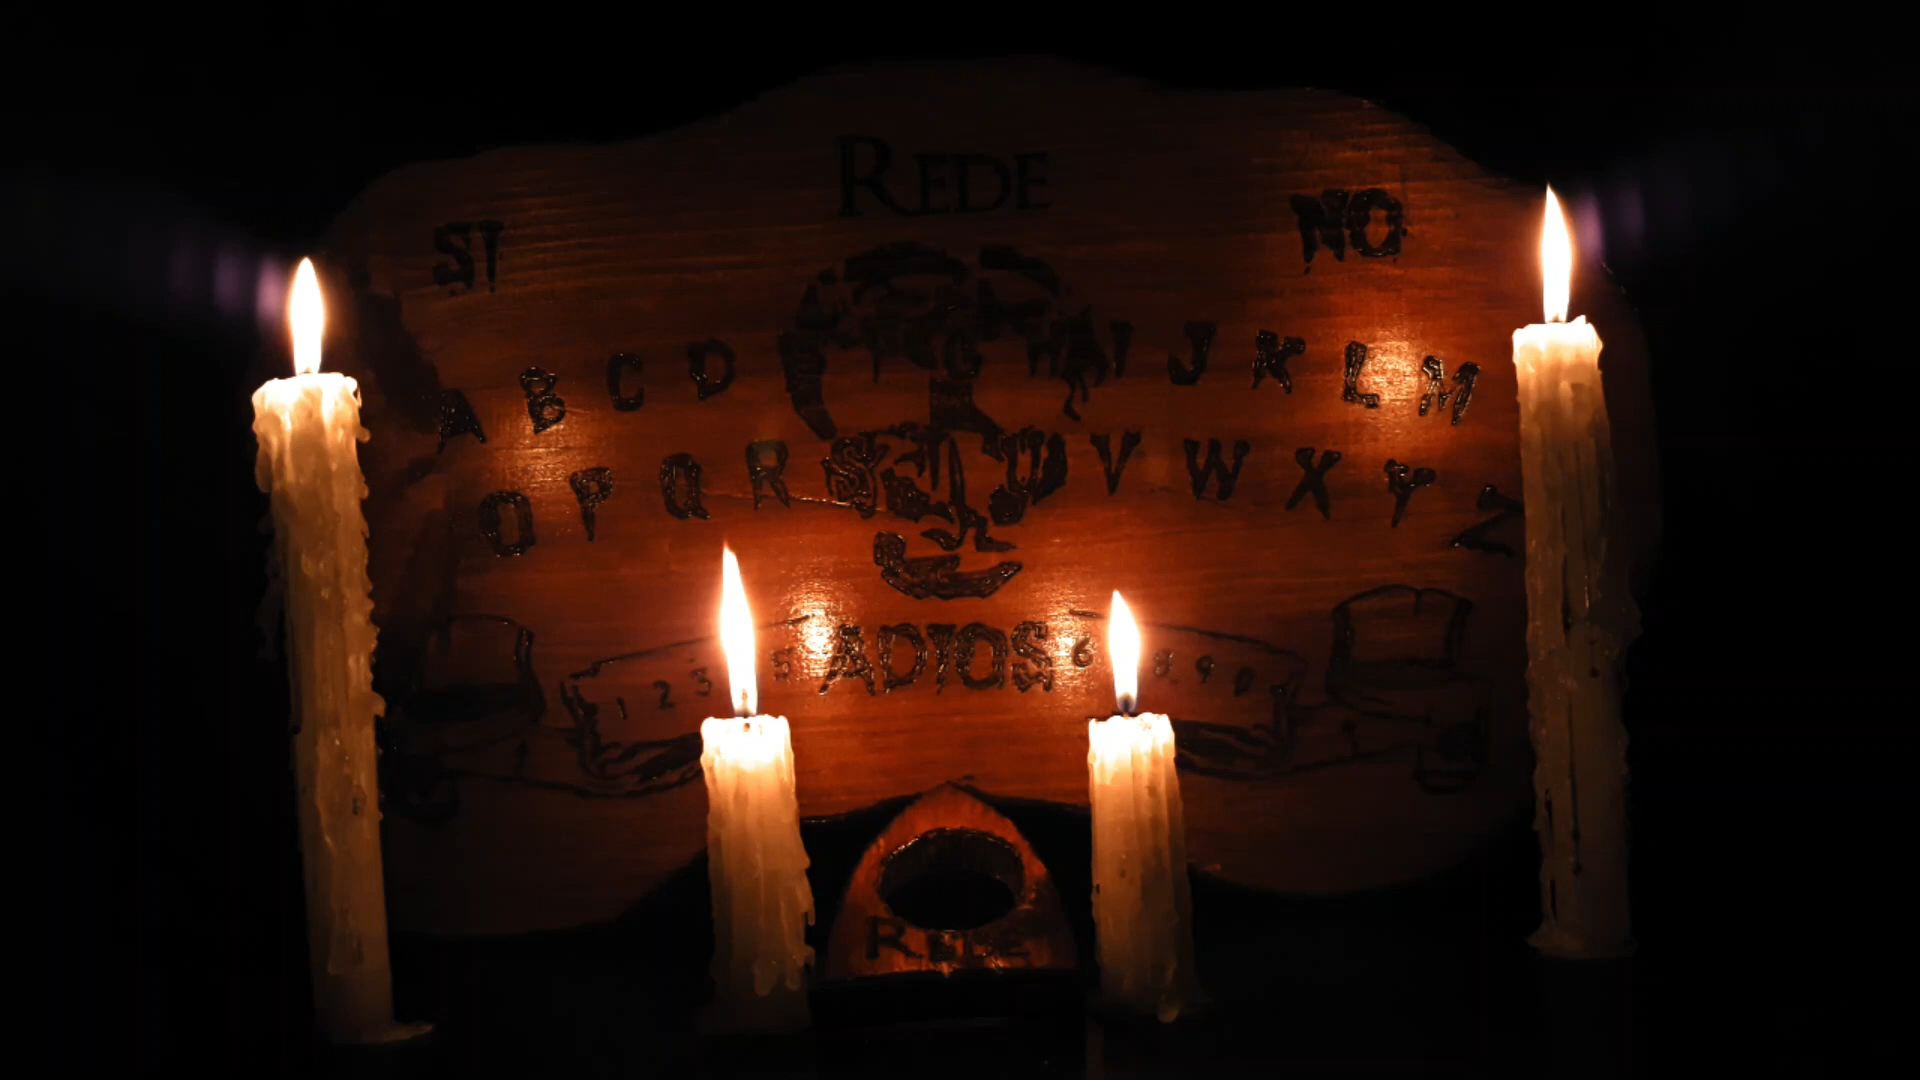 REDE
SI NO
A B C D E F G H I J K L M
O P Q R S T U V W X Y Z
1 2 3 5 ADIOS 6 8 9 0
REDE